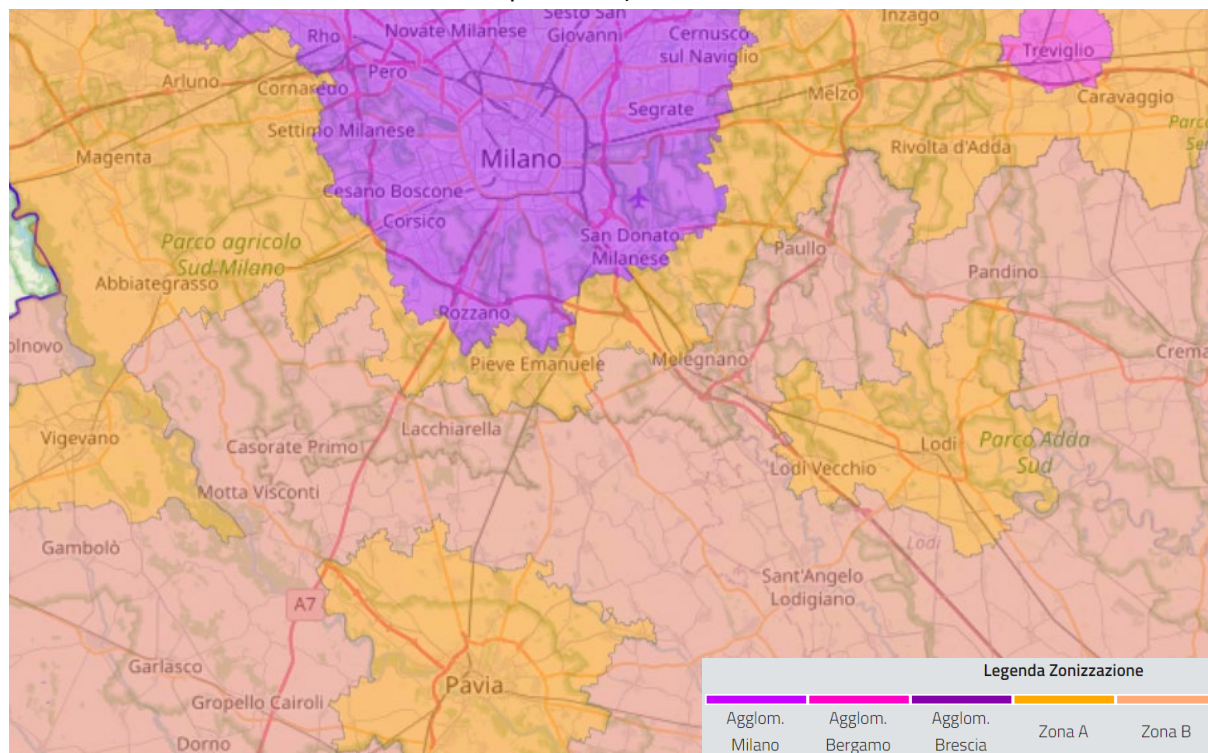 Sesto San
Giovanni
Inzago
Rho
Novate Milanese
Cernusco
sul Naviglio
Treviglio
Pero
Arluno
Cornaredo
Melzo
Caravaggio
Segrate
Settimo Milanese
Parco
Ser
Magenta
Milano
Rivolta d'Adda
Cesano Boscone
Corsico
San Donato
Milanese
Parco agricolo
Sud Milano
Paullo
Abbiategrasso
Pandino
Rozzano
olnovo
Crema
Pieve Emanuele
Melegnano
Vigevano
Lacchiarella
Casorate Primo
Lodi
Parco Adda
Sud
Lodi Vecchio
Motta Visconti
Gambolò
Lodi
Sant'Angelo
Lodigiano
A7
Garlasco
Pavia
Gropello Cairoli
Dorno
Legenda Zonizzazione
Agglom.
Milano
Agglom.
Bergamo
Agglom.
Brescia
Zona A
Zona B